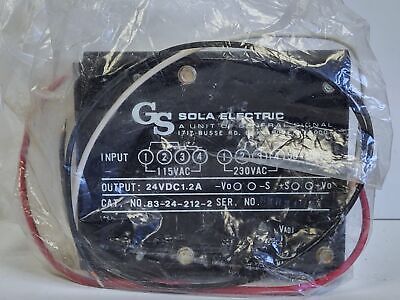 GS SOLA ELECTRIC
A UNIT OF GENERAL SIGNAL
1717 BUSSE RD.
INPUT 1 2 3 4 1 2
115VAC 230VAC
OUTPUT: 24VDC1.2A -Vo -S +S -Vo
CAT. NO. 83-24-212-2 SER. NO.
VADJ